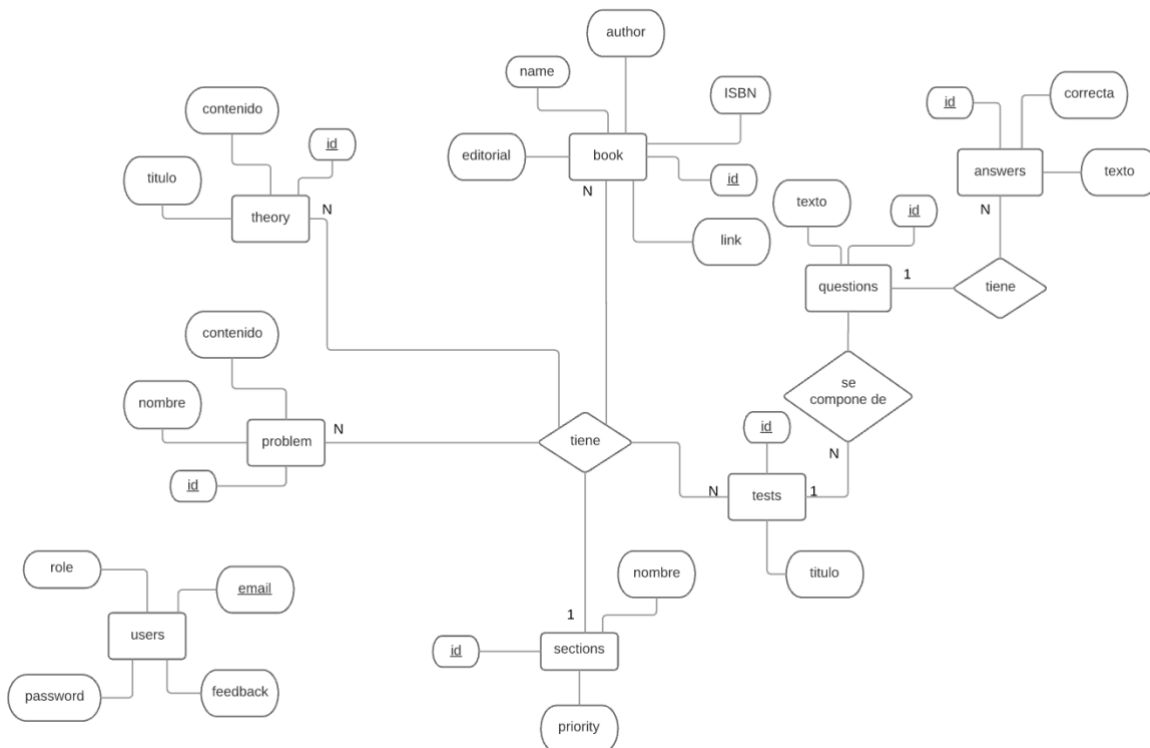 author
name
ISBN
contenido
id
correcta
id
editorial
book
titulo
id
answers
texto
theory
N
N
texto
id
N
link
questions
1
tiene
contenido
nombre
se
compone de
id
problem
N
tiene
N
id
N
tests
1
role
nombre
titulo
email
users
1
id
sections
password
feedback
priority